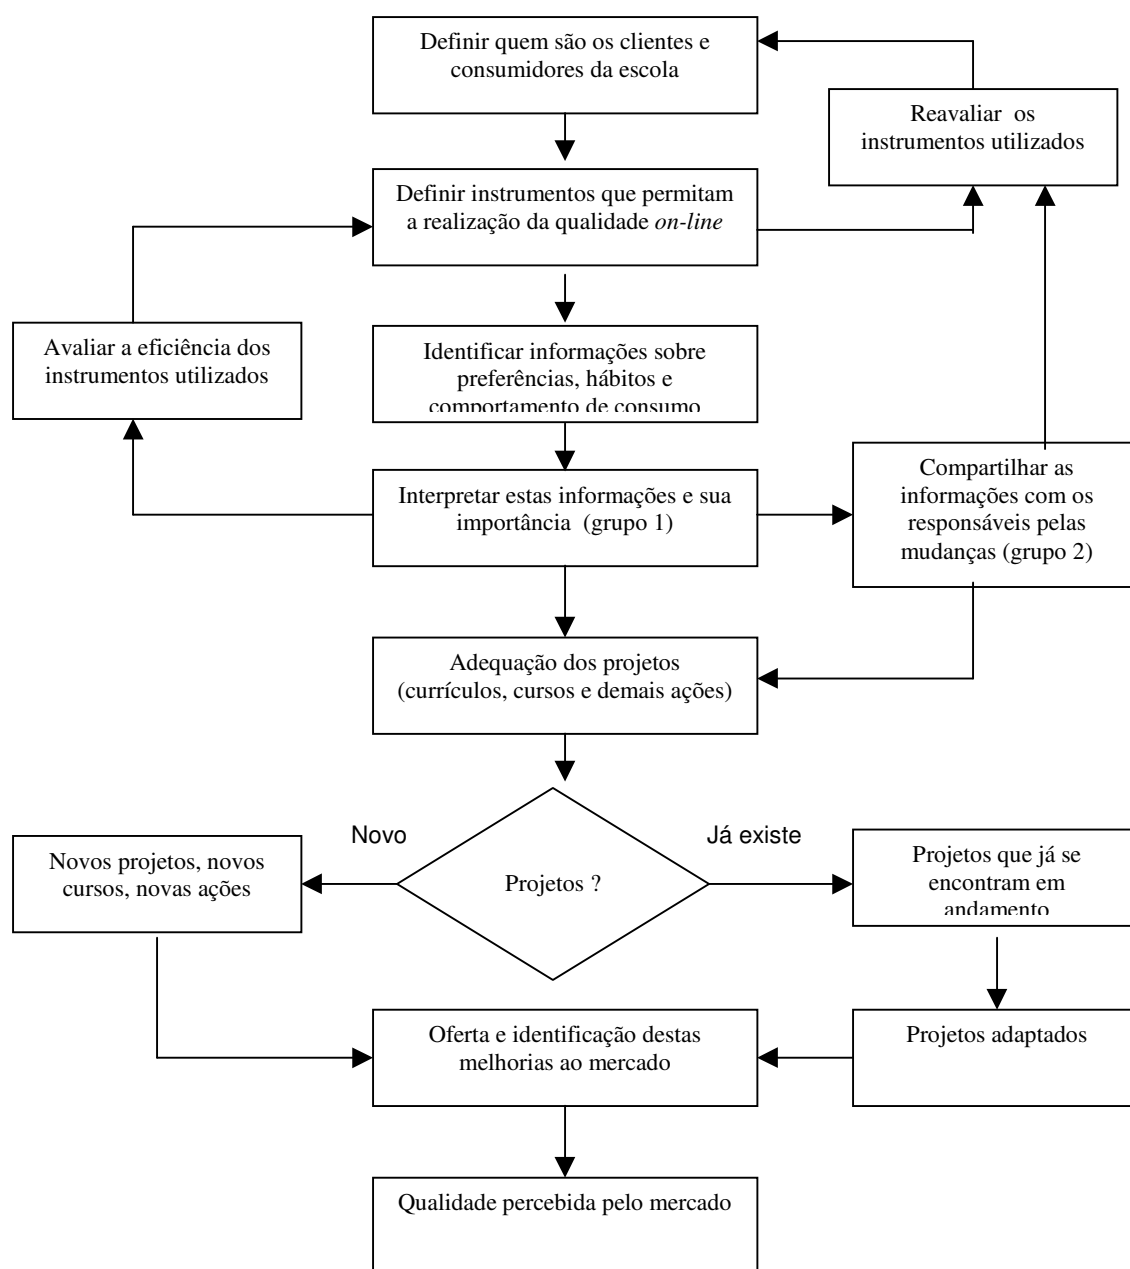 Definir quem são os clientes e
consumidores da escola
Reavaliar os
instrumentos utilizados
Definir instrumentos que permitam
a realização da qualidade on-line
Avaliar a eficiência dos
instrumentos utilizados
Identificar informações sobre
preferências, hábitos e
comportamento de consumo
Interpretar estas informações e sua
importância (grupo 1)
Compartilhar as
informações com os
responsáveis pelas
mudanças (grupo 2)
Adequação dos projetos
(currículos, cursos e demais ações)
Novo
Já existe
Novos projetos, novos
cursos, novas ações
Projetos ?
Projetos que já se
encontram em
andamento
Oferta e identificação destas
melhorias ao mercado
Projetos adaptados
Qualidade percebida pelo mercado